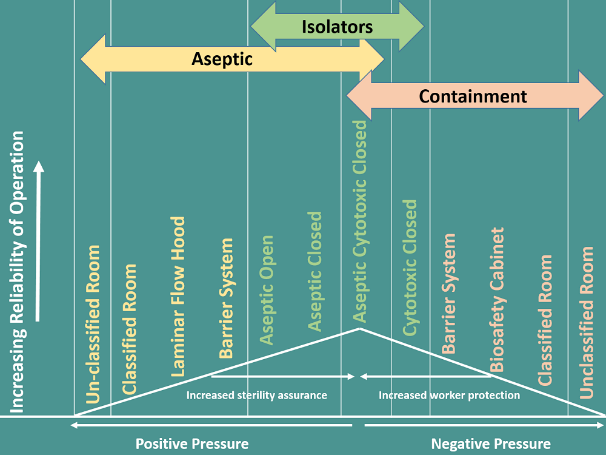 Isolators
Aseptic
Containment
Increasing Reliability of Operation
Un-classified Room
Classified Room
Laminar Flow Hood
Barrier System
Aseptic Open
Aseptic Closed
Aseptic Cytotoxic Closed
Cytotoxic Closed
Barrier System
Biosafety Cabinet
Classified Room
Unclassified Room
Increased sterility assurance
Increased worker protection
Positive Pressure
Negative Pressure